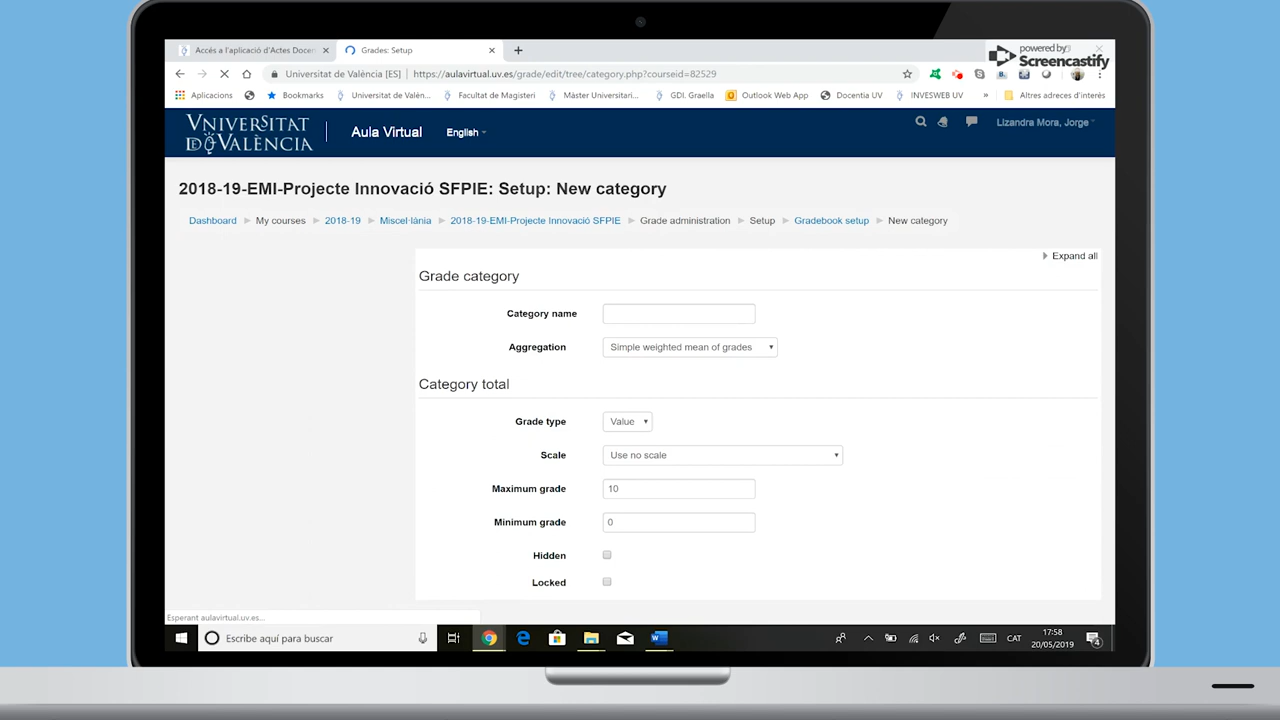 powered by
Screencastify
Accés a l'aplicació d'Actes Docen
Grades: Setup
Universitat de València [ES]
https://aulavirtual.uv.es/grade/edit/tree/category.php?courseid=82529
Aplicacions
Bookmarks
Universitat de Valèn...
Facultat de Magisteri
Màster Universitari...
GDI. Graella
Outlook Web App
Docentia UV
INVESWEB UV
»
Altres adreces d'interés
VNIVERSITAT
DE VALÈNCIA
Aula Virtual
English
Lizandra Mora, Jorge
2018-19-EMI-Projecte Innovació SFPIE: Setup: New category
Dashboard
My courses
2018-19
Miscel·lània
2018-19-EMI-Projecte Innovació SFPIE
Grade administration
Setup
Gradebook setup
New category
Expand all
Grade category
Category name
Aggregation
Simple weighted mean of grades
Category total
Grade type
Value
Scale
Use no scale
Maximum grade
10
Minimum grade
0
Hidden
Locked
Esperant aulavirtual.uv.es...
Escribe aquí para buscar
CAT
17:58
20/05/2019
4